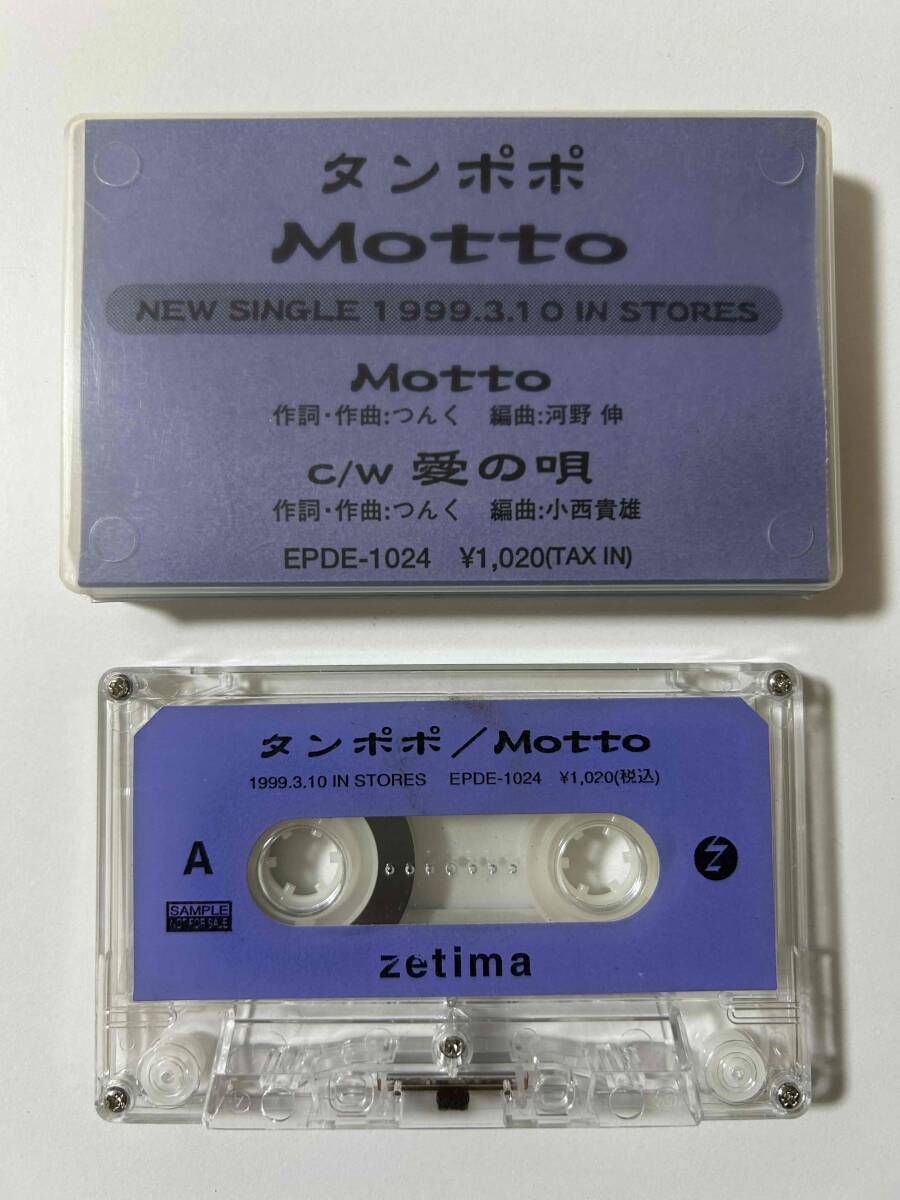 タンポポ
Motto
NEW SINGLE 1999.3.10 IN STORES
Motto
作詞・作曲:つんく 編曲:河野 伸
c/w 愛の唄
作詞・作曲:つんく 編曲:小西貴雄
EPDE-1024 ¥1,020(TAX IN)
タンポポ／Motto
1999.3.10 IN STORES EPDE-1024 ¥1,020(税込)
A
Z
SAMPLE
NOT FOR SALE
zetima